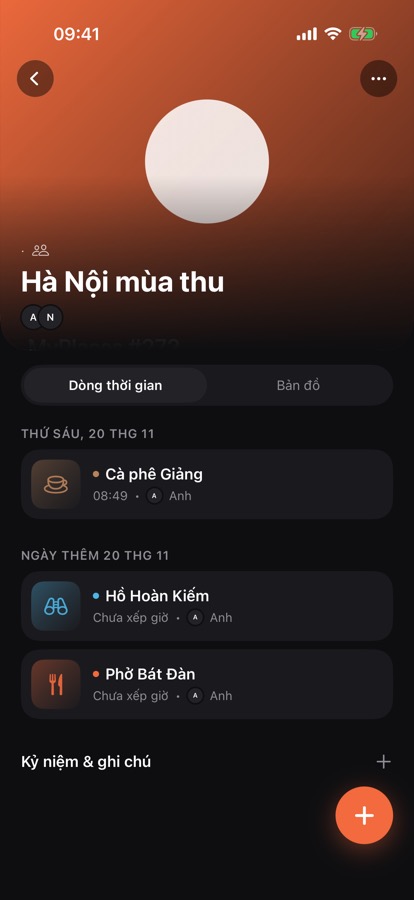 09:41
Hà Nội mùa thu
A N
Dòng thời gian
Bản đồ
THỨ SÁU, 20 THG 11
Cà phê Giảng
08:49 • A Anh
NGÀY THÊM 20 THG 11
Hồ Hoàn Kiếm
Chưa xếp giờ • A Anh
Phở Bát Đàn
Chưa xếp giờ • A Anh
Kỷ niệm & ghi chú